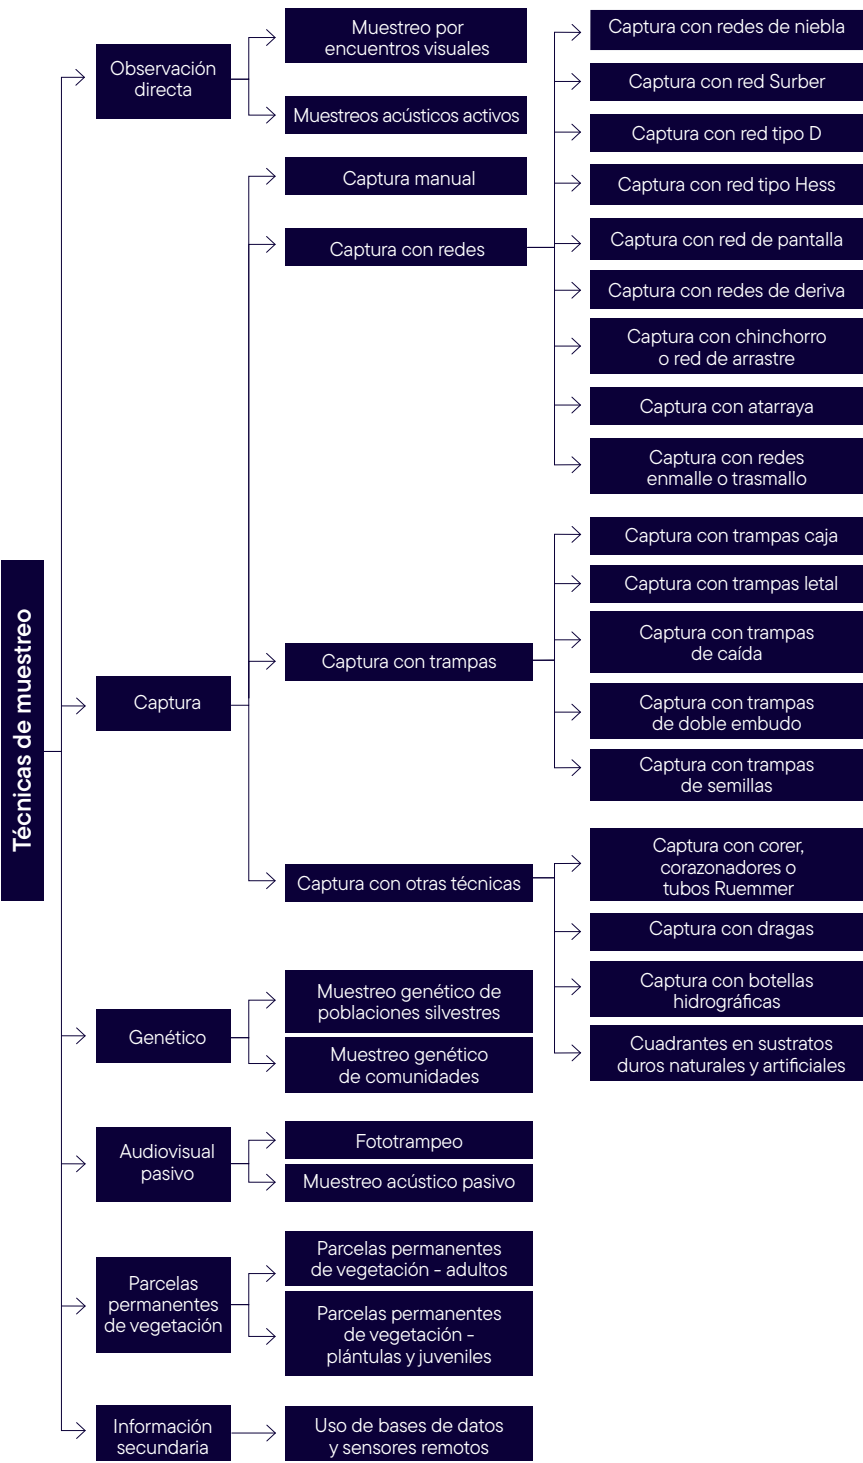 Técnicas de muestreo
Observación
directa
Muestreo por
encuentros visuales
Muestreos acústicos activos
Captura
Captura manual
Captura con redes
Captura con redes de niebla
Captura con red Surber
Captura con red tipo D
Captura con red tipo Hess
Captura con red de pantalla
Captura con redes de deriva
Captura con chinchorro
o red de arrastre
Captura con atarraya
Captura con redes
enmalle o trasmallo
Captura con trampas
Captura con trampas caja
Captura con trampas letal
Captura con trampas
de caída
Captura con trampas
de doble embudo
Captura con trampas
de semillas
Captura con otras técnicas
Captura con corer,
corazonadores o
tubos Ruemmer
Captura con dragas
Captura con botellas
hidrográficas
Cuadrantes en sustratos
duros naturales y artificiales
Genético
Muestreo genético de
poblaciones silvestres
Muestreo genético
de comunidades
Audiovisual
pasivo
Fototrampeo
Muestreo acústico pasivo
Parcelas
permanentes
de vegetación
Parcelas permanentes
de vegetación - adultos
Parcelas permanentes
de vegetación -
plántulas y juveniles
Información
secundaria
Uso de bases de datos
y sensores remotos